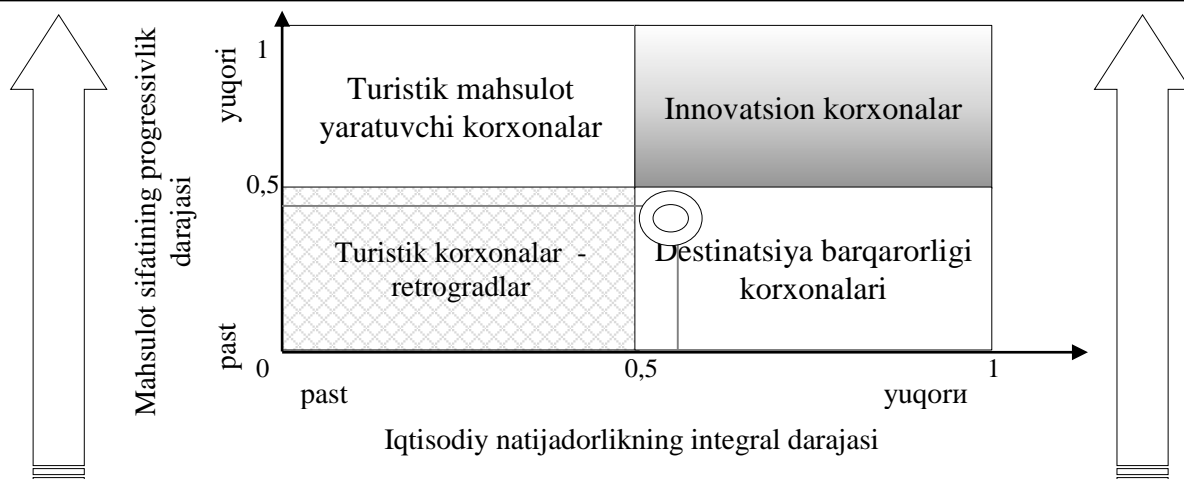 Mahsulot sifatining progressivlik
darajasi
yuqori
past
1
0,5
0
Turistik mahsulot
yaratuvchi korxonalar
Innovatsion korxonalar
Turistik korxonalar -
retrogradlar
Destinatsiya barqarorligi
korxonalari
0,5
1
past
yuqorи
Iqtisodiy natijadorlikning integral darajasi